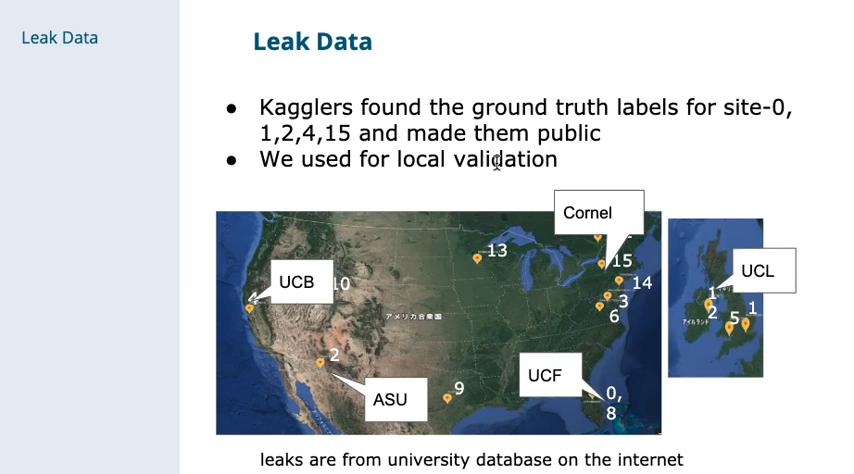 Leak Data
Leak Data
● Kagglers found the ground truth labels for site-0,
1,2,4,15 and made them public
● We used for local validation
Cornel
13
15
UCL
UCB
10
14
1
3
2
6
アメリカ合衆国
アイルランド
5
1
2
UCF
ASU
9
0,
8
leaks are from university database on the internet